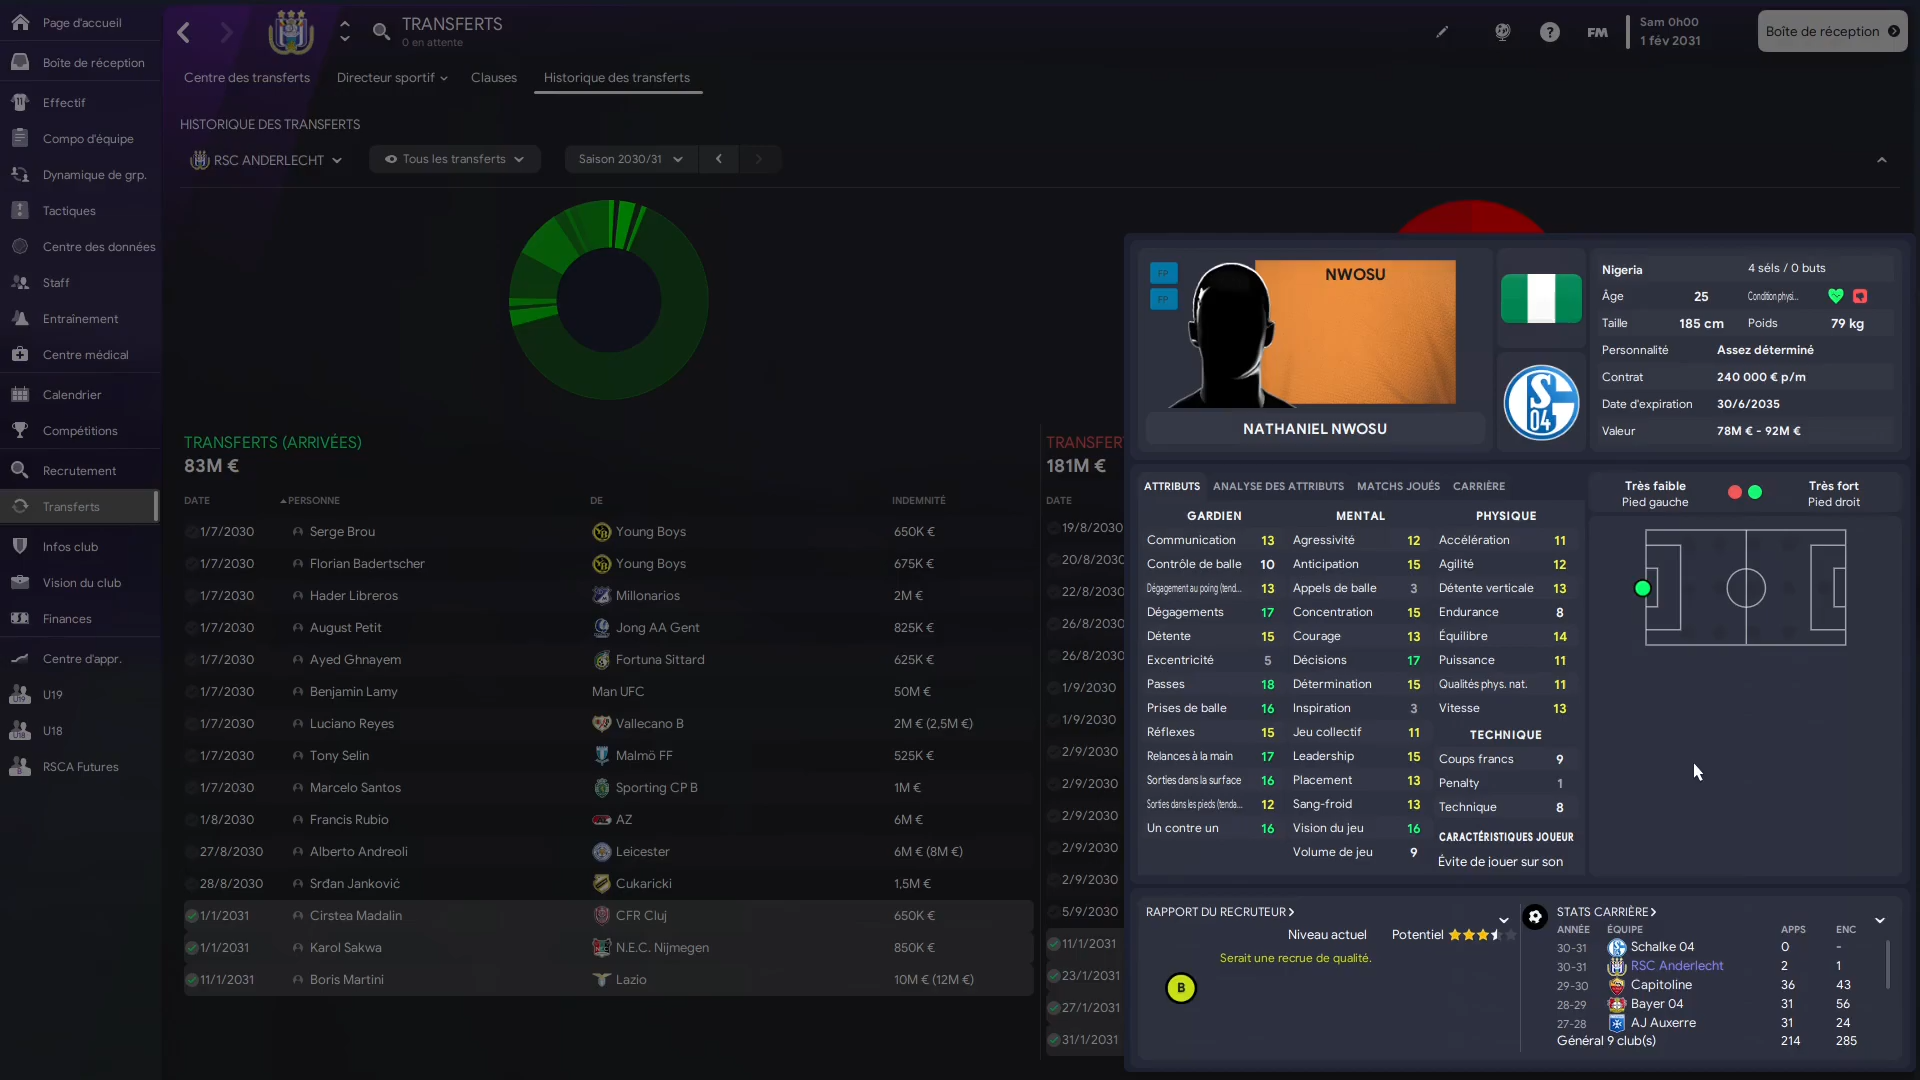 Page d'accueil
Boîte de réception
Effectif
Compo d'équipe
Dynamique de grp.
Tactiques
Centre des données
Staff
Entraînement
Centre médical
Calendrier
Compétitions
Recrutement
Transferts
Infos club
Vision du club
Finances
Centre d'appr.
U19
U18
RSCA Futures
TRANSFERTS
0 en attente
FM
Sam 0h00
1 fév 2031
Boîte de réception
Centre des transferts
Directeur sportif
Clauses
Historique des transferts
HISTORIQUE DES TRANSFERTS
RSC ANDERLECHT
Tous les transferts
Saison 2030/31
TRANSFERTS (ARRIVÉES)
83M €
DATE PERSONNE DE INDEMNITÉ
1/7/2030 Serge Brou Young Boys 650K €
1/7/2030 Florian Badertscher Young Boys 675K €
1/7/2030 Hader Libreros Millonarios 2M €
1/7/2030 August Petit Jong AA Gent 825K €
1/7/2030 Ayed Ghnayem Fortuna Sittard 625K €
1/7/2030 Benjamin Lamy Man UFC 50M €
1/7/2030 Luciano Reyes Vallecano B 2M € (2,5M €)
1/7/2030 Tony Selin Malmö FF 525K €
1/7/2030 Marcelo Santos Sporting CP B 1M €
1/8/2030 Francis Rubio AZ 6M €
27/8/2030 Alberto Andreoli Leicester 6M € (8M €)
28/8/2030 Srđan Janković Cukaricki 1,5M €
1/1/2031 Cirstea Madalin CFR Cluj 650K €
1/1/2031 Karol Sakwa N.E.C. Nijmegen 850K €
11/1/2031 Boris Martini Lazio 10M € (12M €)
TRANSFER
181M €
DATE
19/8/2030
20/8/2030
22/8/2030
26/8/2030
26/8/2030
1/9/2030
1/9/2030
2/9/2030
2/9/2030
2/9/2030
2/9/2030
2/9/2030
5/9/2030
11/1/2031
23/1/2031
27/1/2031
31/1/2031
FP
FP
NWOSU
NATHANIEL NWOSU
S 04
Nigeria 4 séls / 0 buts
Âge 25 Condition physi...
Taille 185 cm Poids 79 kg
Personnalité Assez déterminé
Contrat 240 000 € p/m
Date d'expiration 30/6/2035
Valeur 78M € - 92M €
ATTRIBUTS ANALYSE DES ATTRIBUTS MATCHS JOUÉS CARRIÈRE
GARDIEN
Communication 13
Contrôle de balle 10
Dégagement au poing (tend... 13
Dégagements 17
Détente 15
Excentricité 5
Passes 18
Prises de balle 16
Réflexes 15
Relances à la main 17
Sorties dans la surface 16
Sorties dans les pieds (tenda... 12
Un contre un 16
MENTAL
Agressivité 12
Anticipation 15
Appels de balle 3
Concentration 15
Courage 13
Décisions 17
Détermination 15
Inspiration 3
Jeu collectif 11
Leadership 15
Placement 13
Sang-froid 13
Vision du jeu 16
Volume de jeu 9
PHYSIQUE
Accélération 11
Agilité 12
Détente verticale 13
Endurance 8
Équilibre 14
Puissance 11
Qualités phys. nat. 11
Vitesse 13
TECHNIQUE
Coups francs 9
Penalty 1
Technique 8
CARACTÉRISTIQUES JOUEUR
Évite de jouer sur son
Très faible
Pied gauche
Très fort
Pied droit
RAPPORT DU RECRUTEUR
Niveau actuel Potentiel
Serait une recrue de qualité.
B
STATS CARRIÈRE
ANNÉE ÉQUIPE APPS ENC
30-31 Schalke 04 0 -
30-31 RSC Anderlecht 2 1
29-30 Capitoline 36 43
28-29 Bayer 04 31 56
27-28 AJ Auxerre 31 24
Général 9 club(s) 214 285